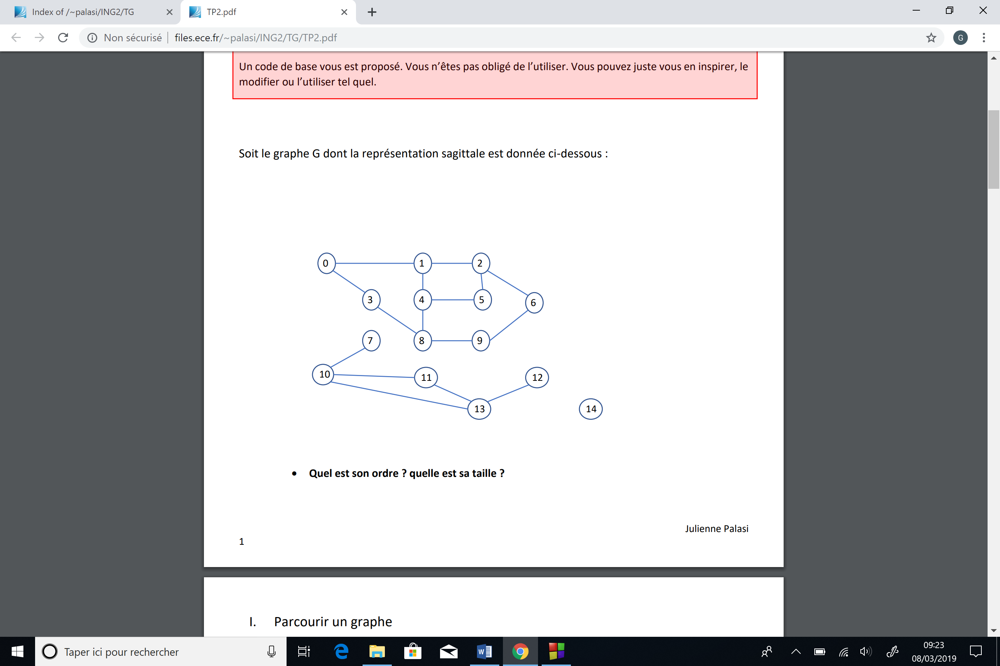 Index of /~palasi/ING2/TG
TP2.pdf
Non sécurisé
files.ece.fr/~palasi/ING2/TG/TP2.pdf
G
Un code de base vous est proposé. Vous n’êtes pas obligé de l’utiliser. Vous pouvez juste vous en inspirer, le
modifier ou l’utiliser tel quel.
Soit le graphe G dont la représentation sagittale est donnée ci-dessous :
0 1 2
3 4 5 6
7 8 9
10 11 12
13 14
• Quel est son ordre ? quelle est sa taille ?
Julienne Palasi
1
I. Parcourir un graphe
Taper ici pour rechercher
W
09:23
08/03/2019